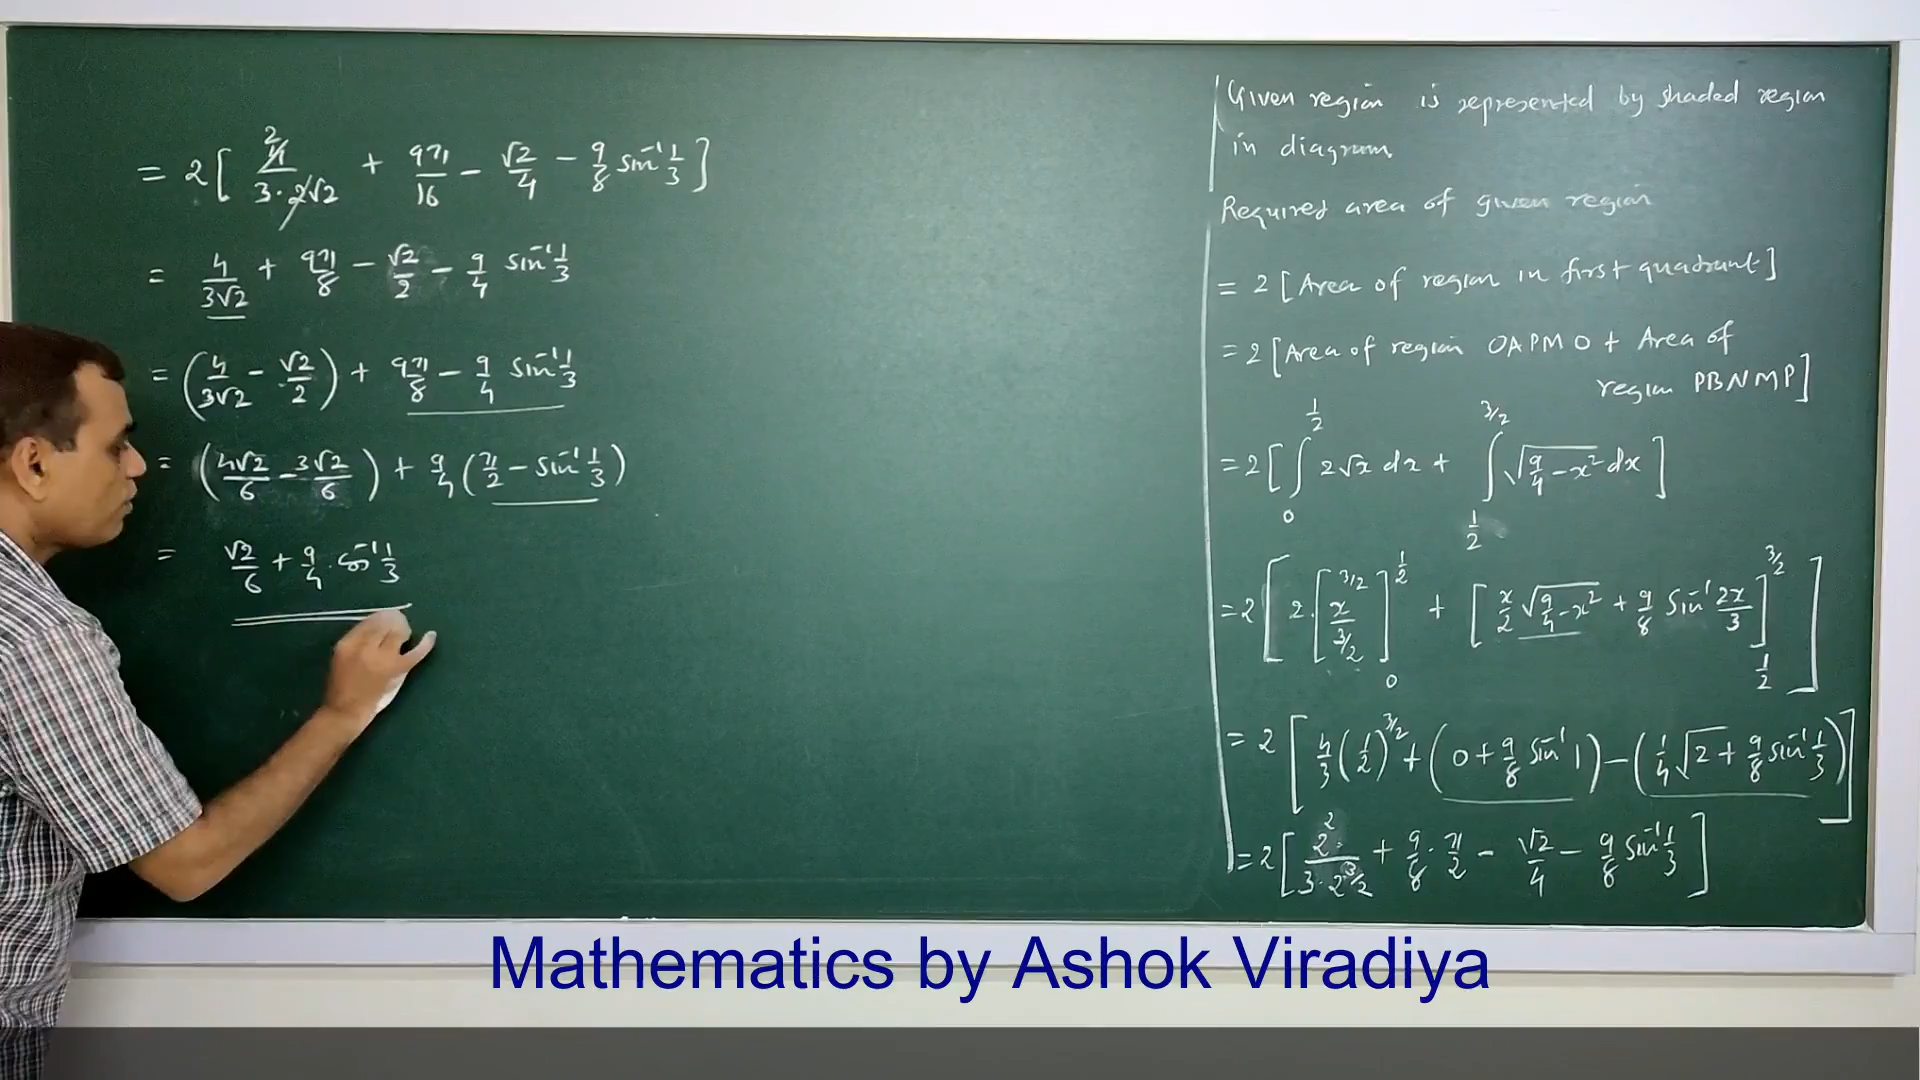 Given region is represented by shaded region
in diagram.
Required area of given region
= 2 [Area of region in first quadrant]
= 2 [Area of region OAPMO + Area of
region PBNMP]
= 2 [ ∫_0^{1/2} 2√x dx + ∫_{1/2}^{3/2} √(9/4 - x²) dx ]
= 2 [ 2·[ x^{3/2} / (3/2) ]_0^{1/2} + [ x/2 √(9/4 - x²) + 9/8 sin⁻¹ 2x/3 ]_{1/2}^{3/2} ]
= 2 [ 4/3 (1/2)^{3/2} + (0 + 9/8 sin⁻¹ 1) - (1/4 √2 + 9/8 sin⁻¹ 1/3) ]
= 2 [ 2²/(3·2^{3/2}) + 9/8 · π/2 - √2/4 - 9/8 sin⁻¹ 1/3 ]
= 2 [ 4/(3·2√2) + 9π/16 - √2/4 - 9/8 sin⁻¹ 1/3 ]
= 4/(3√2) + 9π/8 - √2/2 - 9/4 sin⁻¹ 1/3
= (4/(3√2) - √2/2) + 9π/8 - 9/4 sin⁻¹ 1/3
= (4√2/6 - 3√2/6) + 9/4 (π/2 - sin⁻¹ 1/3)
= √2/6 + 9/4 · cos⁻¹ 1/3
Mathematics by Ashok Viradiya